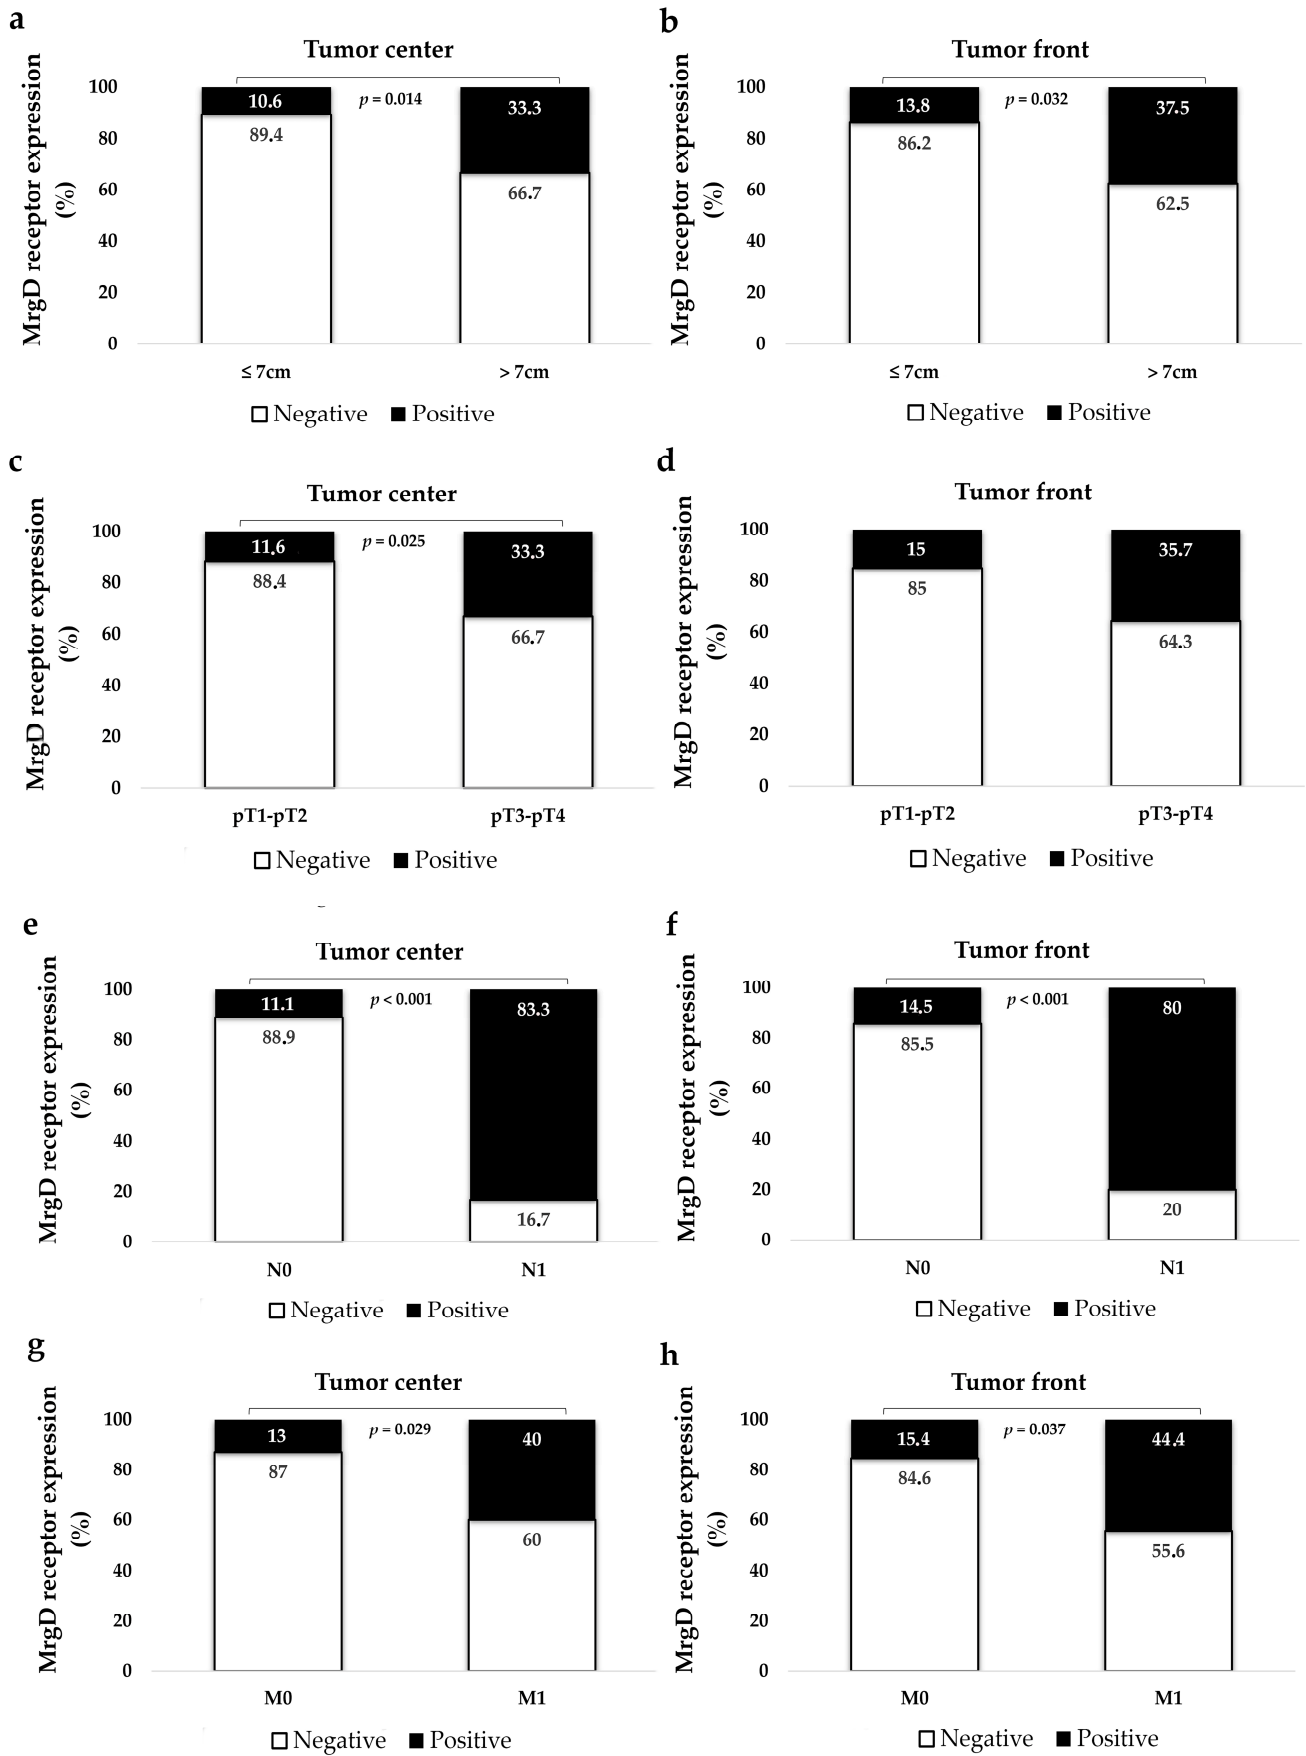 a
Tumor center
MrgD receptor expression
(%)
100
80
60
40
20
0
p = 0.014
10.6
89.4
33.3
66.7
≤ 7cm
> 7cm
Negative Positive
b
Tumor front
MrgD receptor expression
(%)
100
80
60
40
20
0
p = 0.032
13.8
86.2
37.5
62.5
≤ 7cm
> 7cm
Negative Positive
c
Tumor center
MrgD receptor expression
(%)
100
80
60
40
20
0
p = 0.025
11.6
88.4
33.3
66.7
pT1-pT2
pT3-pT4
Negative Positive
d
Tumor front
MrgD receptor expression
(%)
100
80
60
40
20
0
15
85
35.7
64.3
pT1-pT2
pT3-pT4
Negative Positive
e
Tumor center
MrgD receptor expression
(%)
100
80
60
40
20
0
p < 0.001
11.1
88.9
83.3
16.7
N0
N1
Negative Positive
f
Tumor front
MrgD receptor expression
(%)
100
80
60
40
20
0
p < 0.001
14.5
85.5
80
20
N0
N1
Negative Positive
g
Tumor center
MrgD receptor expression
(%)
100
80
60
40
20
0
p = 0.029
13
87
40
60
M0
M1
Negative Positive
h
Tumor front
MrgD receptor expression
(%)
100
80
60
40
20
0
p = 0.037
15.4
84.6
44.4
55.6
M0
M1
Negative Positive